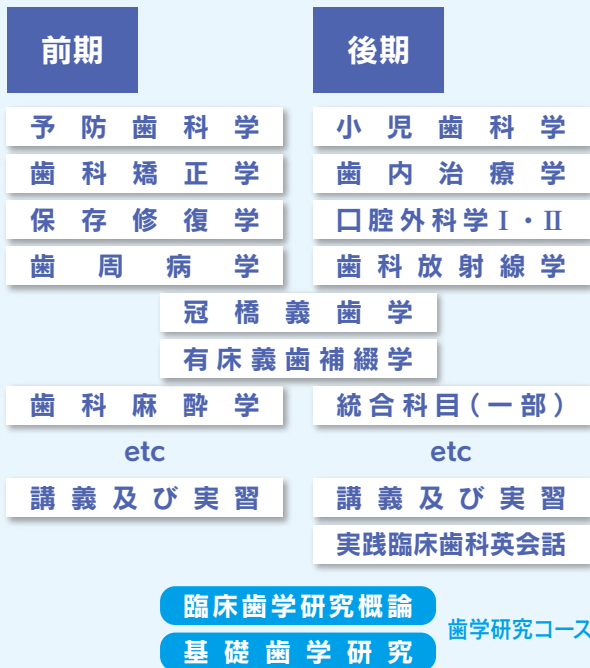 前期
予防歯科学
歯科矯正学
保存修復学
歯周病学
後期
小児歯科学
歯内治療学
口腔外科学Ⅰ・Ⅱ
歯科放射線学
冠橋義歯学
有床義歯補綴学
歯科麻酔学
etc
講義及び実習
統合科目(一部)
etc
講義及び実習
実践臨床歯科英会話
臨床歯学研究概論
基礎歯学研究
歯学研究コース